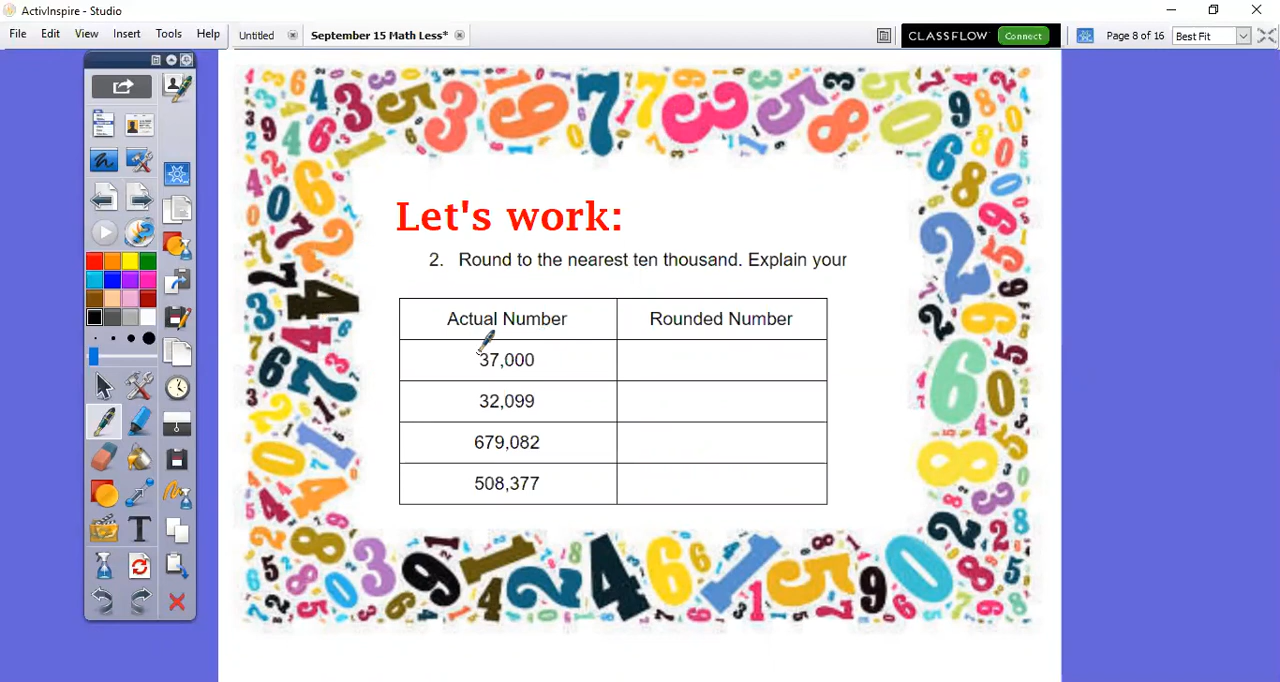 ActivInspire - Studio
File Edit View Insert Tools Help
Untitled
September 15 Math Less*
CLASSFLOW Connect
Page 8 of 16
Best Fit
Let's work:
2. Round to the nearest ten thousand. Explain your
Actual Number Rounded Number
37,000
32,099
679,082
508,377